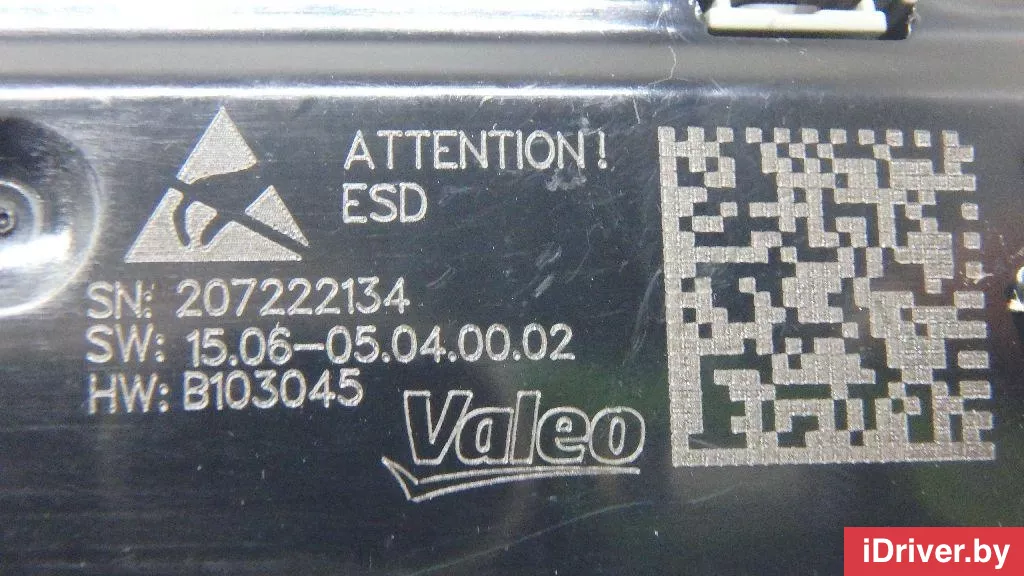 ATTENTION!
ESD
SN: 207222134
SW: 15.06-05.04.00.02
HW: B103045
Valeo
iDriver.by